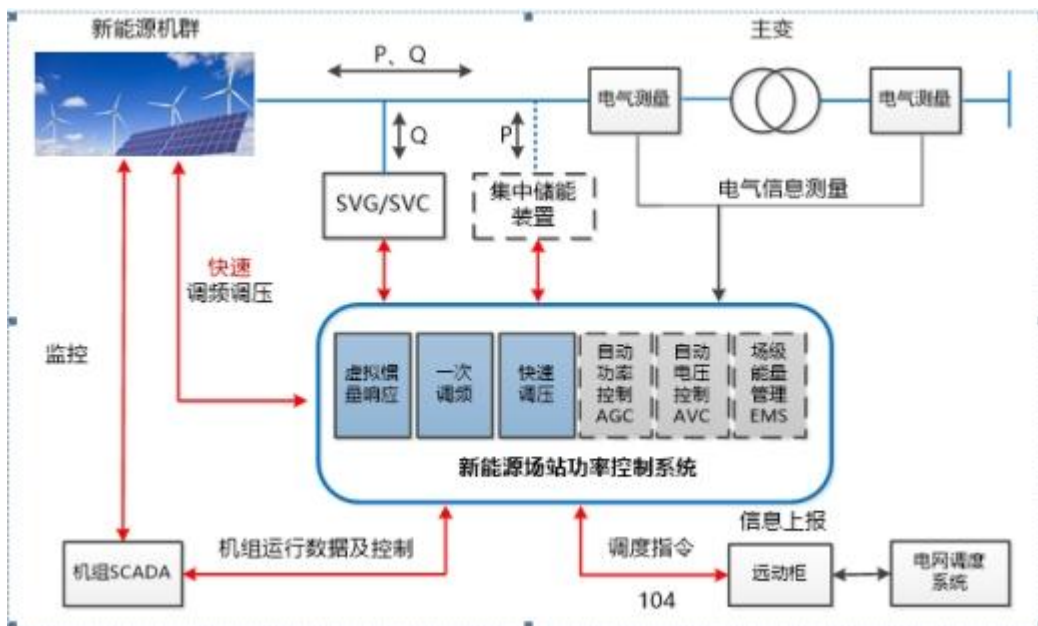 新能源机群
主变
P、Q
电气测量
电气测量
Q
P
SVG/SVC
集中储能
装置
电气信息测量
快速
调频调压
监控
虚拟惯
量响应
一次
调频
快速
调压
自动
功率
控制
AGC
自动
电压
控制
AVC
场级
能量
管理
EMS
新能源场站功率控制系统
信息上报
机组运行数据及控制
调度指令
机组SCADA
远动柜
电网调度
系统
104